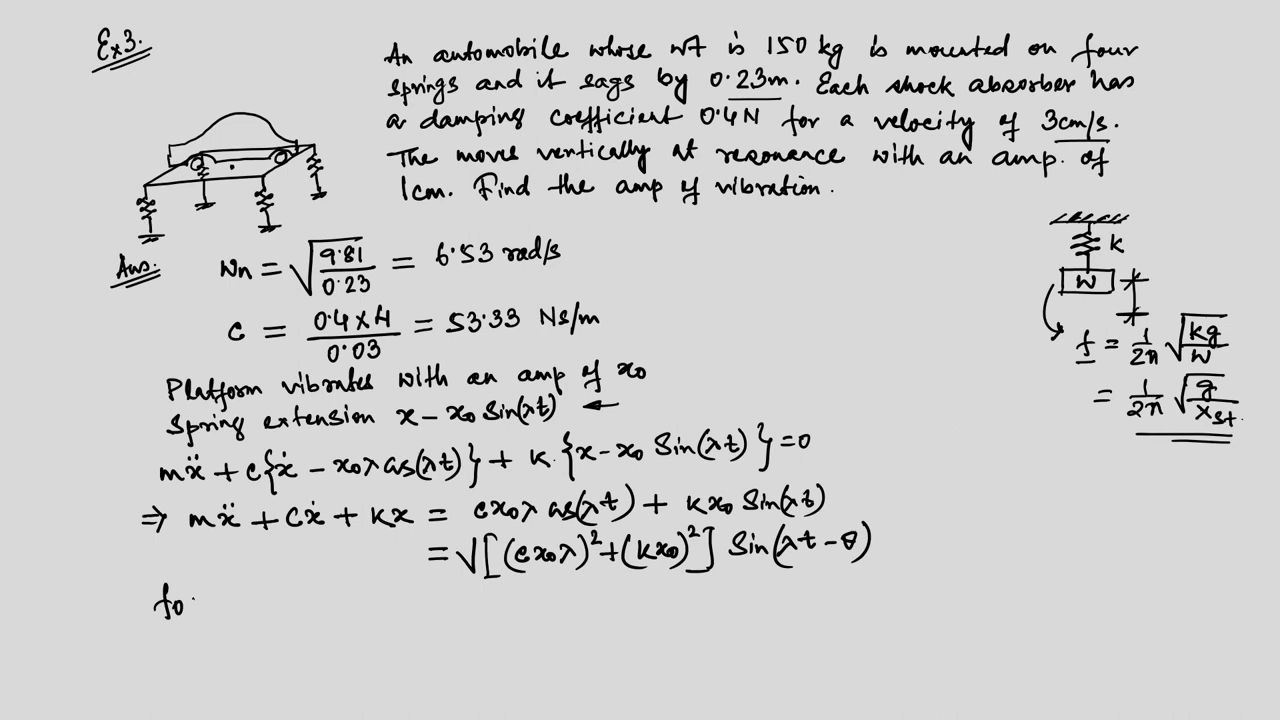 Ex3.
An automobile whose wt is 150 kg is mounted on four
springs and it sags by 0.23m. Each shock absorber has
a damping coefficient 0.4N for a velocity of 3cm/s.
The moves vertically at resonance with an amp. of
1cm. Find the amp of vibration.
Ans.
ωn = √(9.81/0.23) = 6.53 rad/s
c = (0.4×4)/0.03 = 53.33 Ns/m
Platform vibrates with an amp of x₀
Spring extension x - x₀ Sin(λt) ←
mẍ + c{ẋ - x₀λ cos(λt)} + k.{x - x₀ Sin(λt)} = 0
⇒ mẍ + cẋ + kx = cx₀λ cos(λt) + kx₀ Sin(λt)
= √[(cx₀λ)² + (kx₀)²] Sin(λt - θ)
fo.
K
W
f = 1/2π √(kg/W)
= 1/2π √(g/xst.)